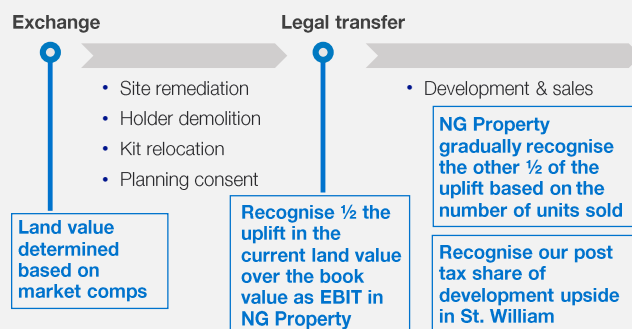 Exchange
Legal transfer
• Site remediation
• Holder demolition
• Kit relocation
• Planning consent
• Development & sales
Land value
determined
based on
market comps
Recognise ½ the
uplift in the
current land value
over the book
value as EBIT in
NG Property
NG Property
gradually recognise
the other ½ of the
uplift based on the
number of units sold
Recognise our post
tax share of
development upside
in St. William